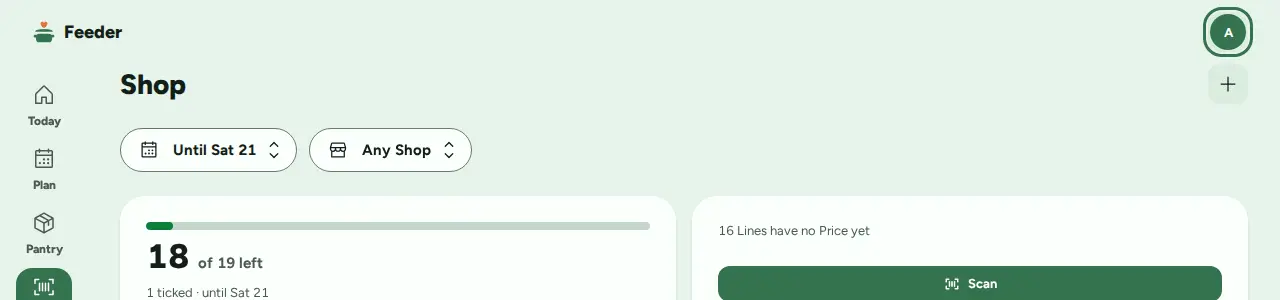 Feeder
A
Shop
Today
Until Sat 21
Any Shop
Plan
Pantry
18 of 19 left
1 ticked · until Sat 21
16 Lines have no Price yet
Scan